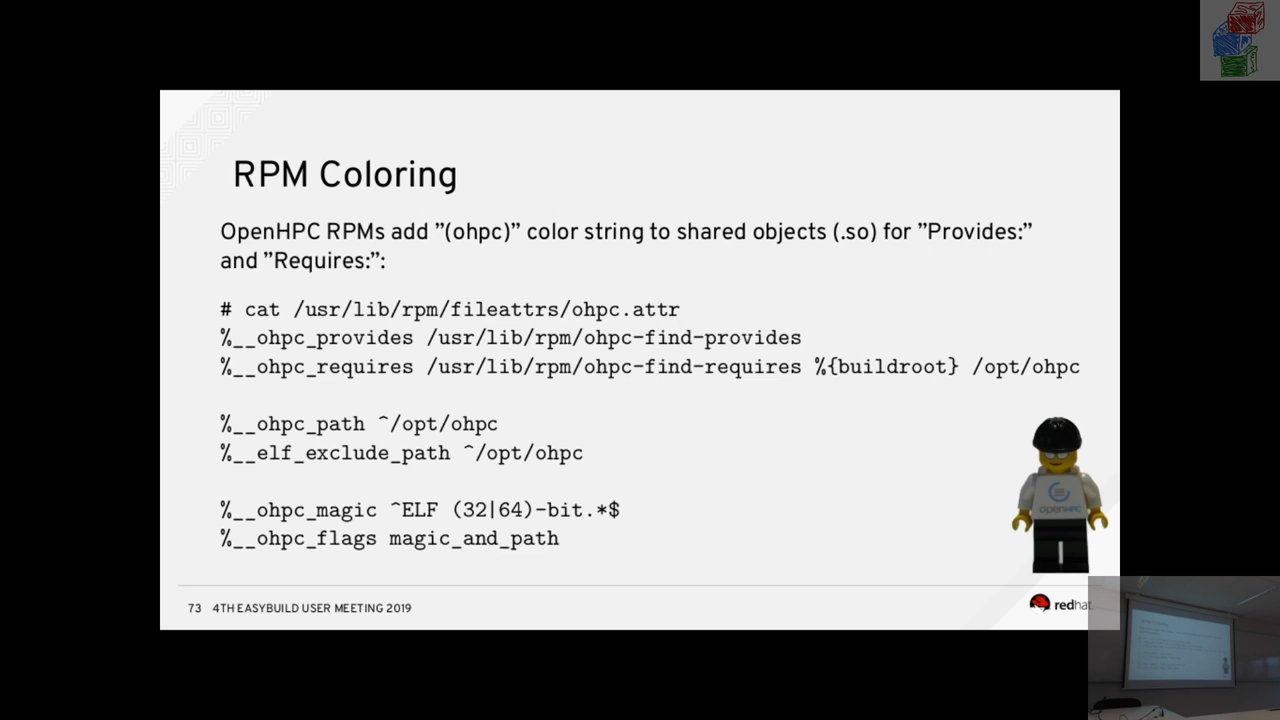 RPM Coloring
OpenHPC RPMs add ”(ohpc)” color string to shared objects (.so) for ”Provides:”
and ”Requires:”:
# cat /usr/lib/rpm/fileattrs/ohpc.attr
%__ohpc_provides /usr/lib/rpm/ohpc-find-provides
%__ohpc_requires /usr/lib/rpm/ohpc-find-requires %{buildroot} /opt/ohpc
%__ohpc_path ^/opt/ohpc
%__elf_exclude_path ^/opt/ohpc
%__ohpc_magic ^ELF (32|64)-bit.*$
%__ohpc_flags magic_and_path
openHPC
73 4TH EASYBUILD USER MEETING 2019
redhat